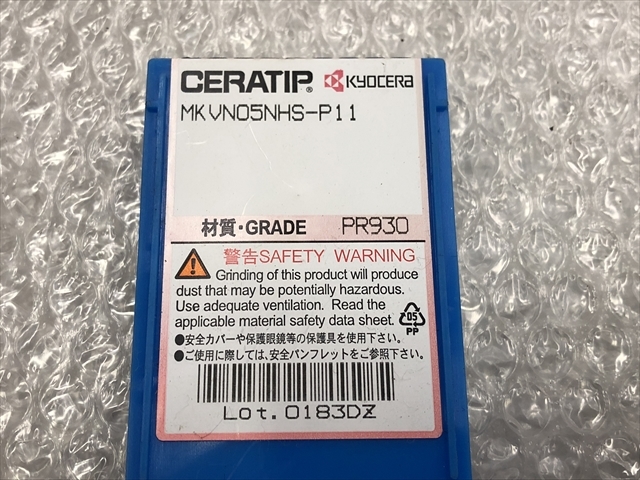 CERATIP® KYOCERA
MKVN05NHS-P11
材質・GRADE PR930
警告SAFETY WARNING
Grinding of this product will produce
dust that may be potentially hazardous.
Use adequate ventilation. Read the
applicable material safety data sheet.
05
PP
●安全カバーや保護眼鏡等の保護具を使用下さい。
●ご使用に際しては、安全パンフレットをご参照下さい。
Lot.0183DZ